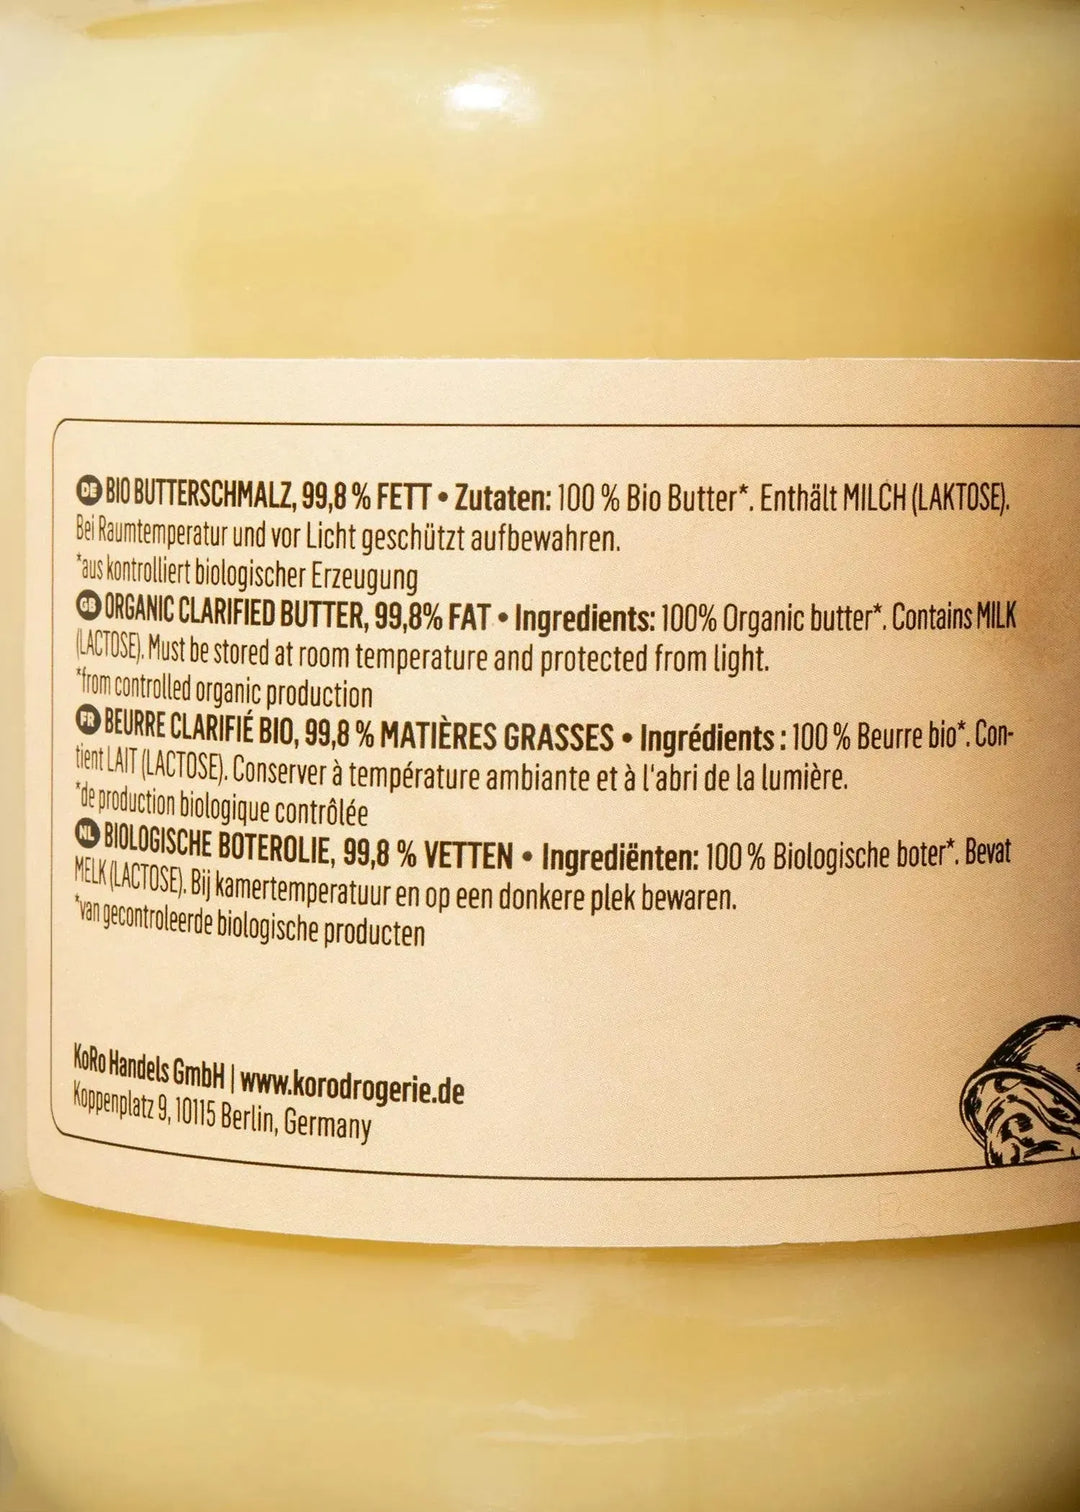 DE BIO BUTTERSCHMALZ, 99,8 % FETT • Zutaten: 100 % Bio Butter*. Enthält MILCH (LAKTOSE).
Bei Raumtemperatur und vor Licht geschützt aufbewahren.
*aus kontrolliert biologischer Erzeugung
GB ORGANIC CLARIFIED BUTTER, 99,8% FAT • Ingredients: 100% Organic butter*. Contains MILK
(LACTOSE). Must be stored at room temperature and protected from light.
*from controlled organic production
FR BEURRE CLARIFIÉ BIO, 99,8 % MATIÈRES GRASSES • Ingrédients : 100 % Beurre bio*. Con-
tient LAIT (LACTOSE). Conserver à température ambiante et à l'abri de la lumière.
*de production biologique contrôlée
NL BIOLOGISCHE BOTEROLIE, 99,8 % VETTEN • Ingrediënten: 100 % Biologische boter*. Bevat
MELK (LACTOSE). Bij kamertemperatuur en op een donkere plek bewaren.
*van gecontroleerde biologische producten
KoRo Handels GmbH | www.korodrogerie.de
Koppenplatz 9, 10115 Berlin, Germany